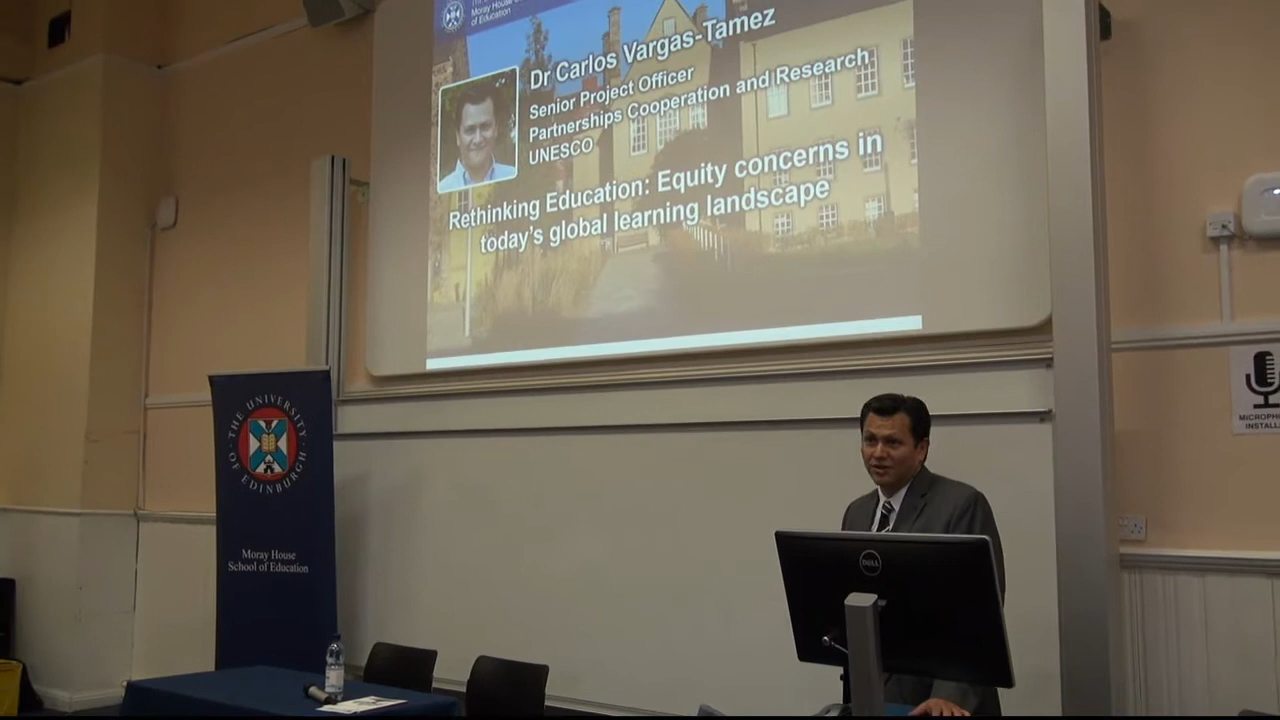 Moray House
of Education
Dr Carlos Vargas-Tamez
Senior Project Officer
Partnerships Cooperation and Research
UNESCO
Rethinking Education: Equity concerns in
today's global learning landscape
THE UNIVERSITY
OF EDINBURGH
Moray House
School of Education
DELL